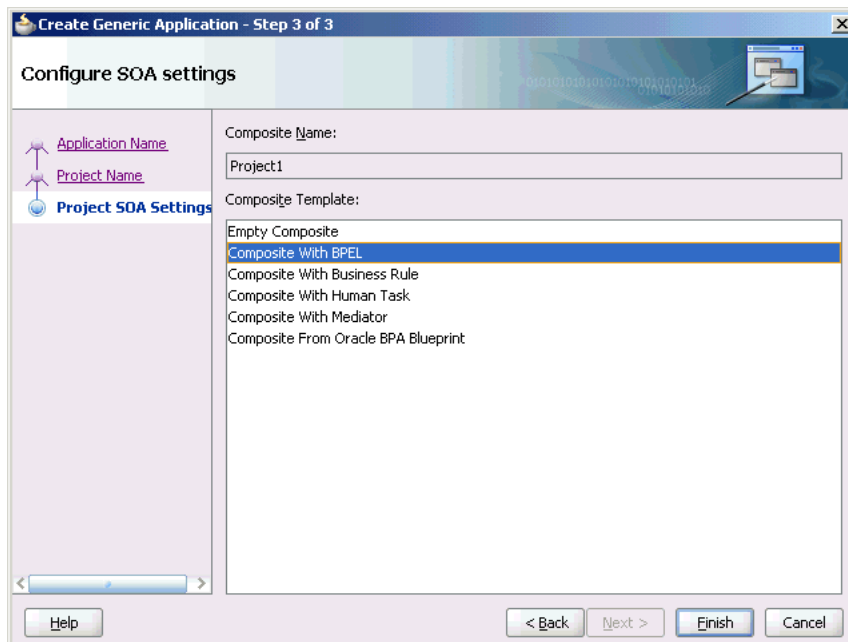 Create Generic Application - Step 3 of 3
Configure SOA settings
Application Name
Project Name
Project SOA Settings
Composite Name:
Project1
Composite Template:
Empty Composite
Composite With BPEL
Composite With Business Rule
Composite With Human Task
Composite With Mediator
Composite From Oracle BPA Blueprint
Help
< Back
Next >
Finish
Cancel